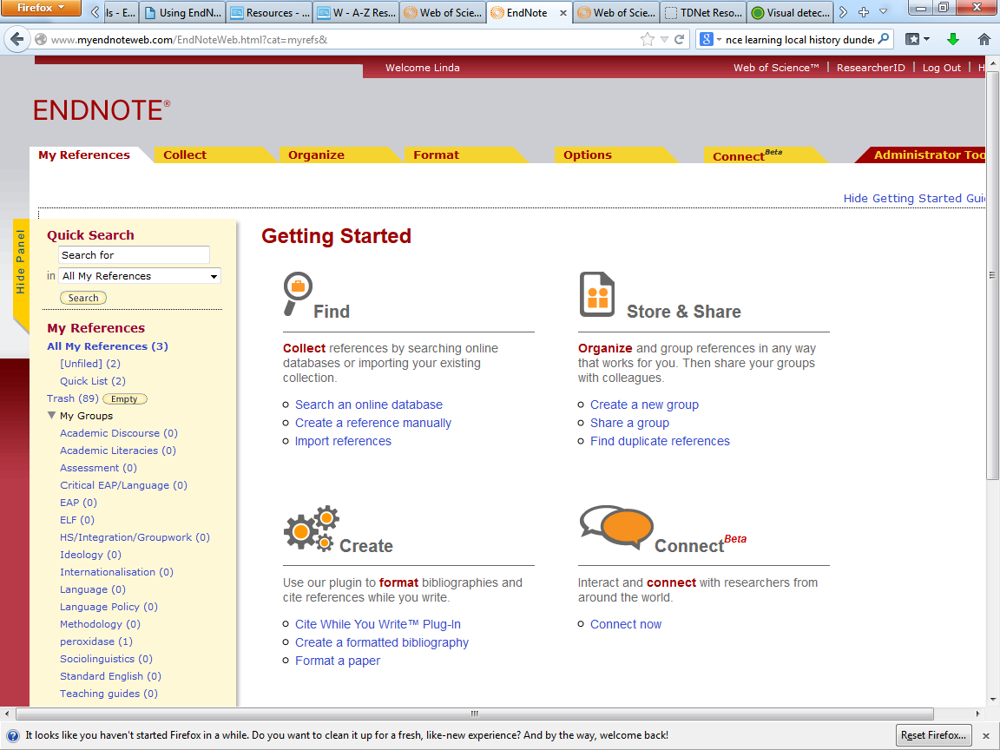 Firefox
ls - E...
Using EndN...
Resources - ...
W - A-Z Res...
Web of Scie...
EndNote
Web of Scie...
TDNet Reso...
Visual detec...
www.myendnoteweb.com/EndNoteWeb.html?cat=myrefs&
nce learning local history dunde
Welcome Linda
Web of Science™
ResearcherID
Log Out
H
ENDNOTE®
My References
Collect
Organize
Format
Options
Connect Beta
Administrator Too
Hide Getting Started Gui
Hide Panel
Quick Search
Search for
in All My References
Search
My References
All My References (3)
[Unfiled] (2)
Quick List (2)
Trash (89) Empty
My Groups
Academic Discourse (0)
Academic Literacies (0)
Assessment (0)
Critical EAP/Language (0)
EAP (0)
ELF (0)
HS/Integration/Groupwork (0)
Ideology (0)
Internationalisation (0)
Language (0)
Language Policy (0)
Methodology (0)
peroxidase (1)
Sociolinguistics (0)
Standard English (0)
Teaching guides (0)
Getting Started
Find
Collect references by searching online
databases or importing your existing
collection.
Search an online database
Create a reference manually
Import references
Store & Share
Organize and group references in any way
that works for you. Then share your groups
with colleagues.
Create a new group
Share a group
Find duplicate references
Create
Use our plugin to format bibliographies and
cite references while you write.
Cite While You Write™ Plug-In
Create a formatted bibliography
Format a paper
Connect Beta
Interact and connect with researchers from
around the world.
Connect now
It looks like you haven't started Firefox in a while. Do you want to clean it up for a fresh, like-new experience? And by the way, welcome back!
Reset Firefox...